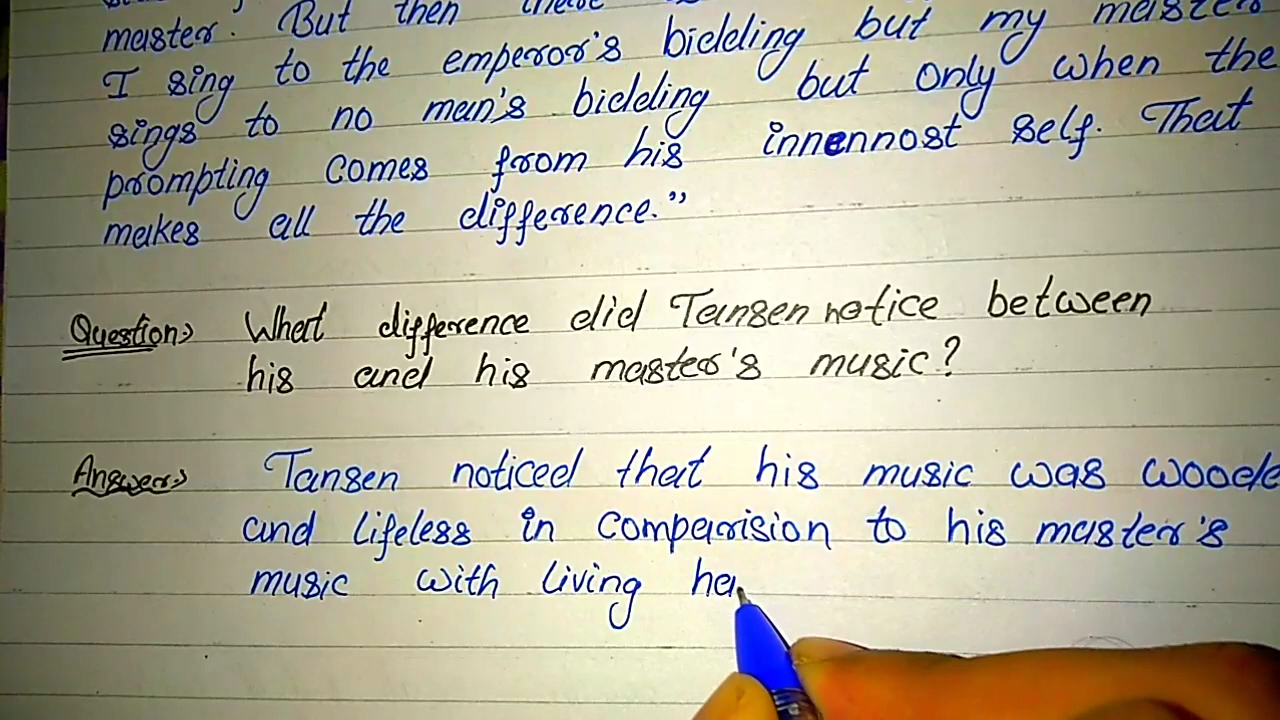 master. But then
I sing to the emperor's bidding but my master
sings to no man's bidding but only when the
prompting comes from his innennost self. That
makes all the difference."
Question> What difference did Tansen notice between
his and his master's music?
Answer> Tansen noticed that his music was woode
and lifeless in comparision to his master's
music with living ha